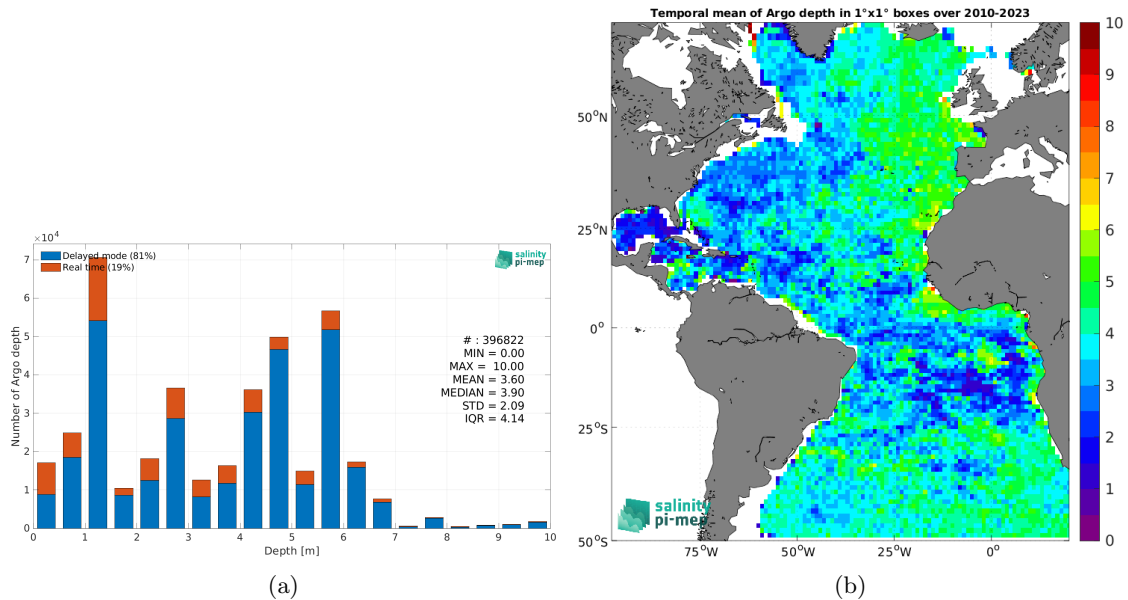 Temporal mean of Argo depth in 1°x1° boxes over 2010-2023
×10⁴
Delayed mode (81%)
Real time (19%)
salinity
pi-mep
# : 396822
MIN = 0.00
MAX = 10.00
MEAN = 3.60
MEDIAN = 3.90
STD = 2.09
IQR = 4.14
Number of Argo depth
7
6
5
4
3
2
1
0
0 1 2 3 4 5 6 7 8 9 10
Depth [m]
(a)
50°N
25°N
0°
25°S
50°S
75°W 50°W 25°W 0°
salinity
pi-mep
10
9
8
7
6
5
4
3
2
1
0
(b)